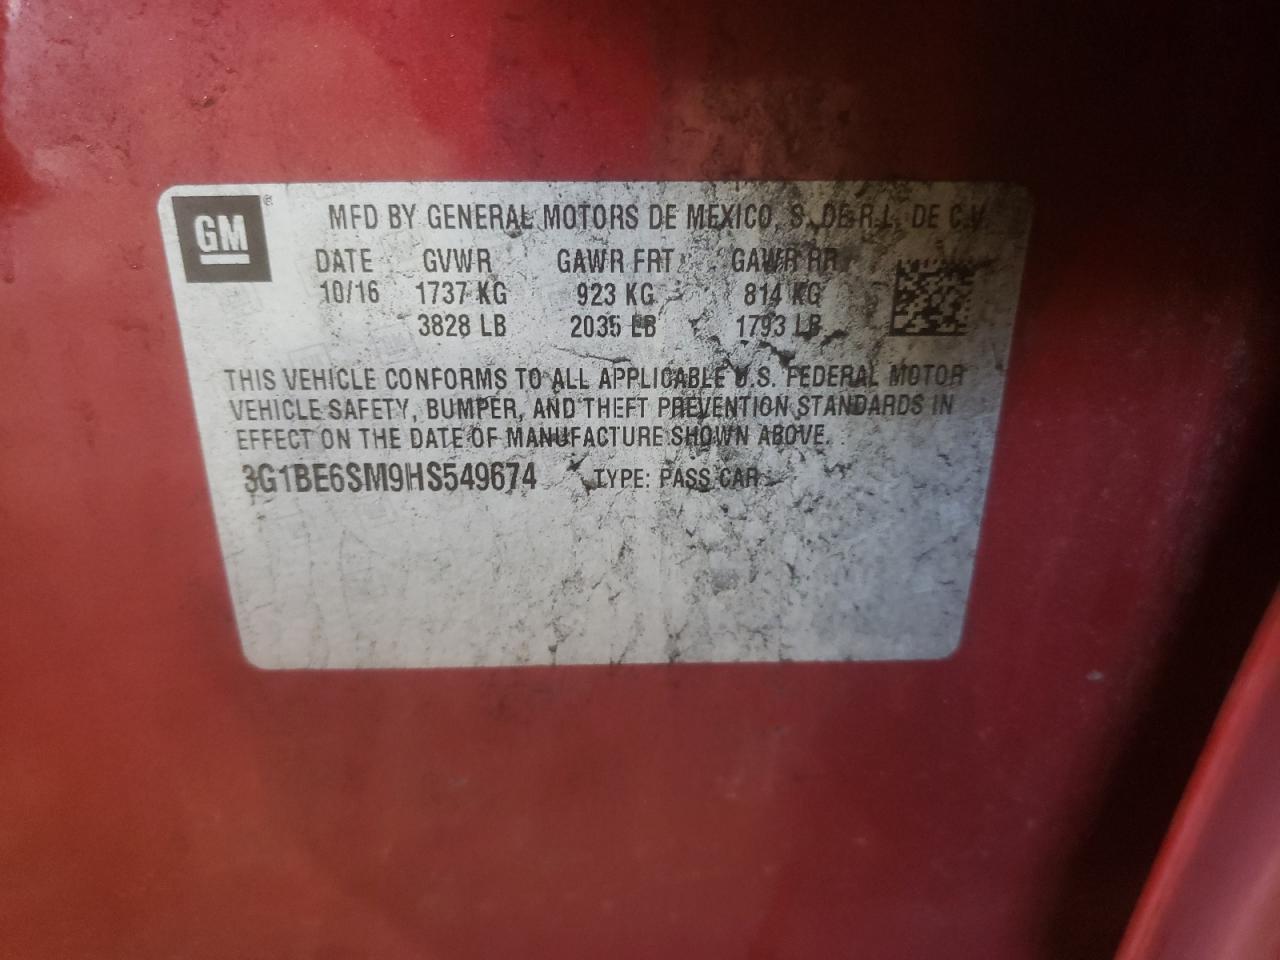 GM®
MFD BY GENERAL MOTORS DE MEXICO, S. DE R.L. DE C.V.
DATE GVWR GAWR FRT GAWR RR
10/16 1737 KG 923 KG 814 KG
3828 LB 2035 LB 1793 LB
THIS VEHICLE CONFORMS TO ALL APPLICABLE U.S. FEDERAL MOTOR
VEHICLE SAFETY, BUMPER, AND THEFT PREVENTION STANDARDS IN
EFFECT ON THE DATE OF MANUFACTURE SHOWN ABOVE.
3G1BE6SM9HS549674 TYPE: PASS CAR